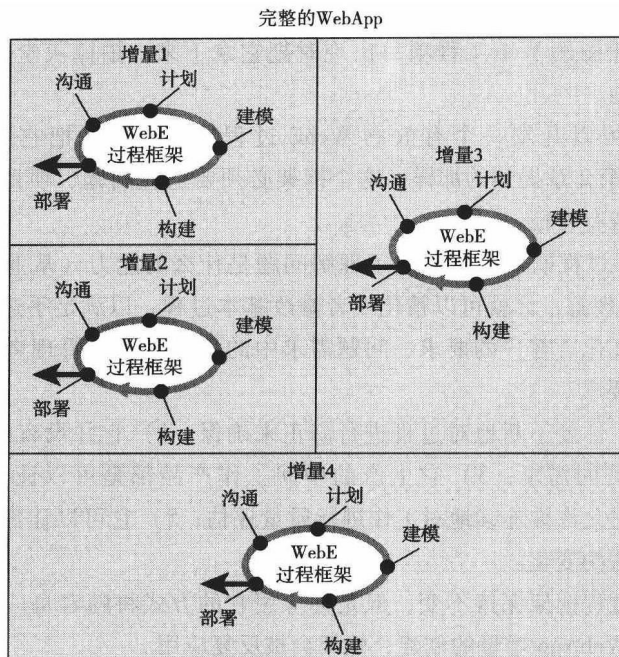 完整的WebApp
增量1
沟通
计划
建模
WebE
过程框架
部署
构建
增量2
沟通
计划
建模
WebE
过程框架
部署
构建
增量3
沟通
计划
建模
WebE
过程框架
部署
构建
增量4
沟通
计划
建模
WebE
过程框架
部署
构建